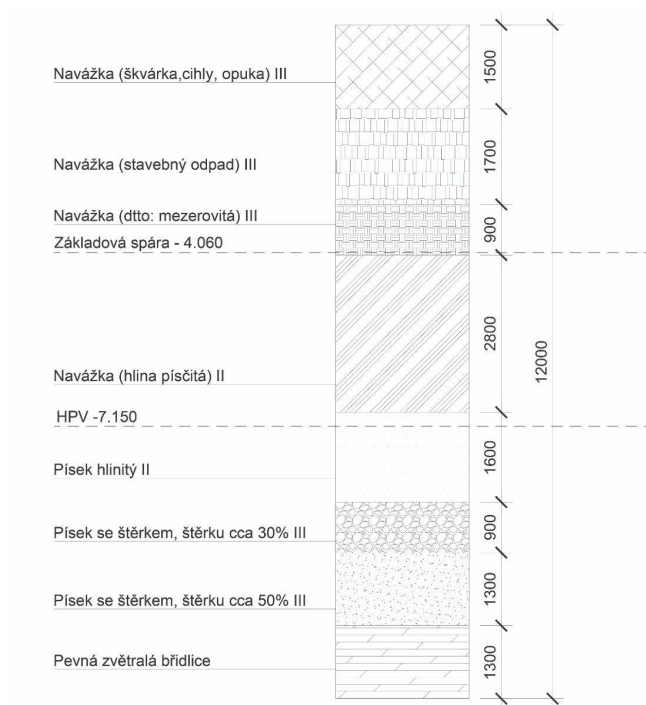 Navážka (škvárka,cihly, opuka) III
1500
Navážka (stavebný odpad) III
1700
Navážka (dtto: mezerovitá) III
900
Základová spára - 4.060
2800
12000
Navážka (hlina písčitá) II
HPV -7.150
1600
Písek hlinitý II
Písek se štěrkem, štěrku cca 30% III
900
Písek se štěrkem, štěrku cca 50% III
1300
Pevná zvětralá břidlice
1300